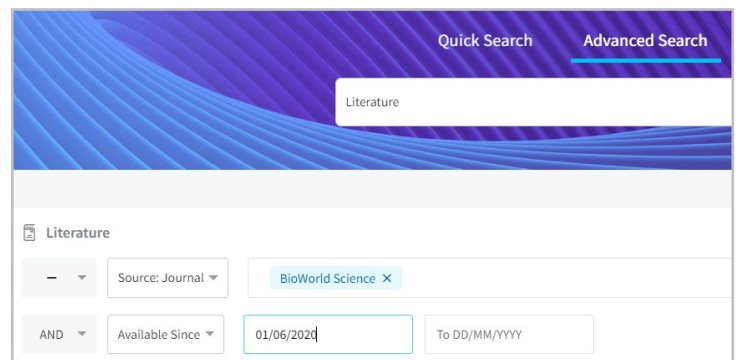 Quick Search Advanced Search
Literature
Literature
– Source: Journal BioWorld Science ×
AND Available Since 01/06/2020 To DD/MM/YYYY